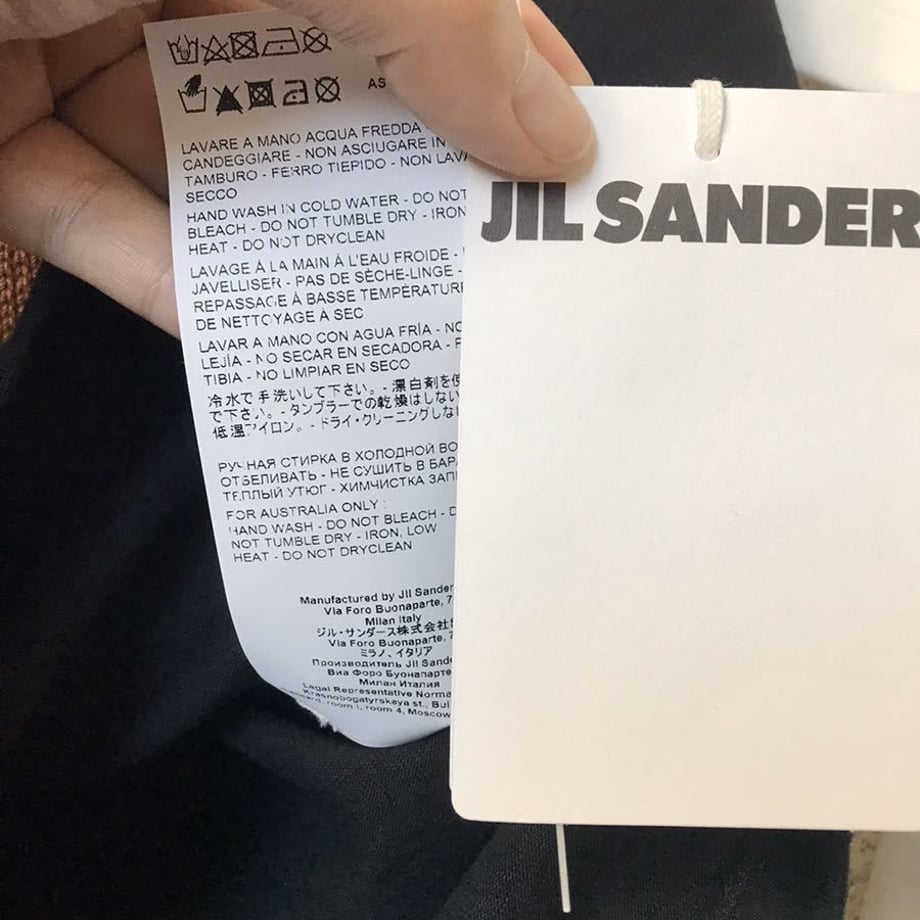 AS
LAVARE A MANO ACQUA FREDDA -
CANDEGGIARE - NON ASCIUGARE IN
TAMBURO - FERRO TIEPIDO - NON
SECCO
HAND WASH IN COLD WATER - DO NOT
BLEACH - DO NOT TUMBLE DRY - IRON
HEAT - DO NOT DRYCLEAN
LAVAGE À LA MAIN À L'EAU FROIDE -
JAVELLISER - PAS DE SÈCHE-LINGE -
REPASSAGE À BASSE TEMPÉRATURE
DE NETTOYAGE À SEC
LAVAR A MANO CON AGUA FRÍA -
LEJÍA - NO SECAR EN SECADORA -
TIBIA - NO LIMPIAR EN SECO
冷水で手洗いして下さい。- 漂白剤を
で下さい。- タンブラーでの乾燥はしない
低温アイロン。- ドライ・クリーニングしな
РУЧНАЯ СТИРКА В ХОЛОДНОЙ
ОТБЕЛИВАТЬ - НЕ СУШИТЬ В
ТЕПЛЫЙ УТЮГ - ХИМЧИСТКА
FOR AUSTRALIA ONLY :
HAND WASH - DO NOT BLEACH -
NOT TUMBLE DRY - IRON, LOW
HEAT - DO NOT DRYCLEAN
Manufactured by Jil Sander
Via Foro Buonaparte, 7
Milan Italy
ジル・サンダース株式会社
Via Foro Buonaparte, 7
ミラノ、イタリア
Производитель Jil
Виа Форо Буонапарте
Милан Италия
Legal Representative
Krasnobogatyrskaya st.,
room 1, room 4, Moscow
JIL SANDER